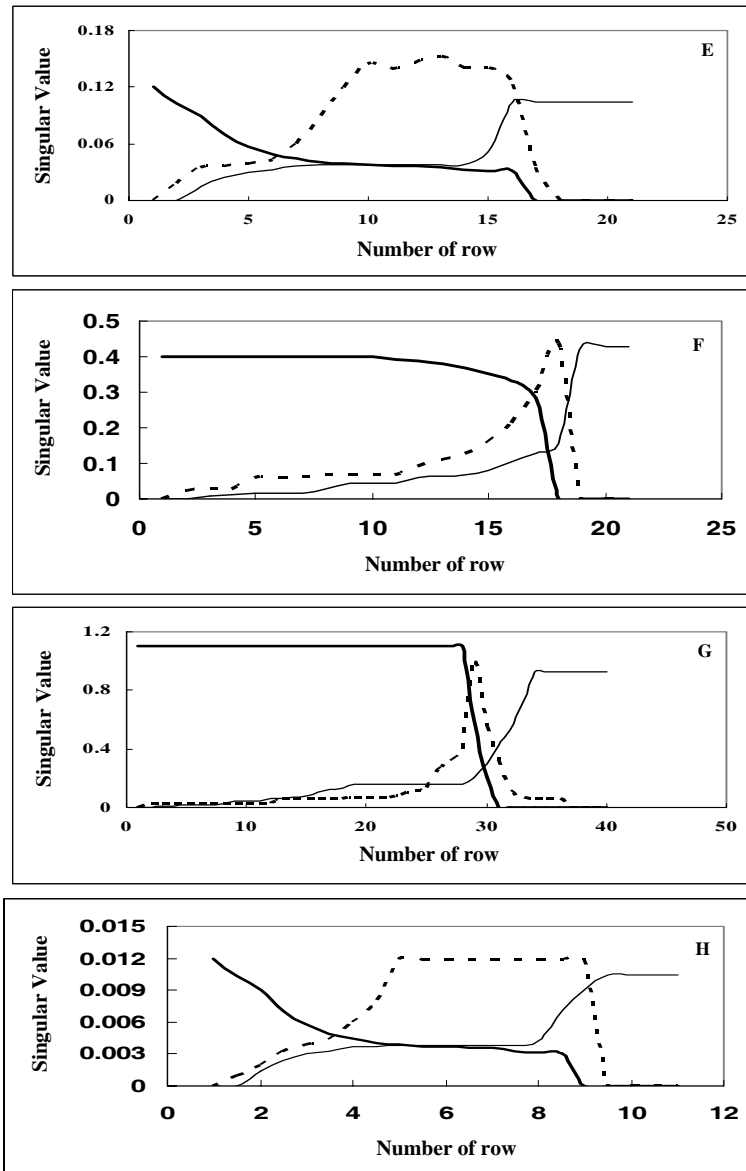 E
Singular Value
0.18
0.12
0.06
0
0 5 10 15 20 25
Number of row
F
Singular Value
0.5
0.4
0.3
0.2
0.1
0
0 5 10 15 20 25
Number of row
G
Singular Value
1.2
0.8
0.4
0
0 10 20 30 40 50
Number of row
H
Singular Value
0.015
0.012
0.009
0.006
0.003
0
0 2 4 6 8 10 12
Number of row